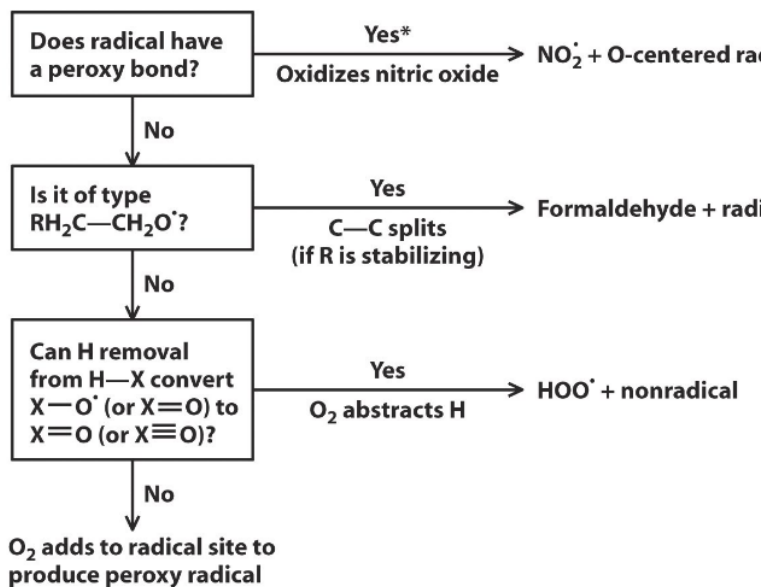 Does radical have
a peroxy bond?
Yes*
Oxidizes nitric oxide
NO₂• + O-centered
No
Is it of type
RH₂C—CH₂O•?
Yes
C—C splits
(if R is stabilizing)
Formaldehyde +
No
Can H removal
from H—X convert
X—O• (or X=O) to
X=O (or X≡O)?
Yes
O₂ abstracts H
HOO• + nonradical
No
O₂ adds to radical site to
produce peroxy radical